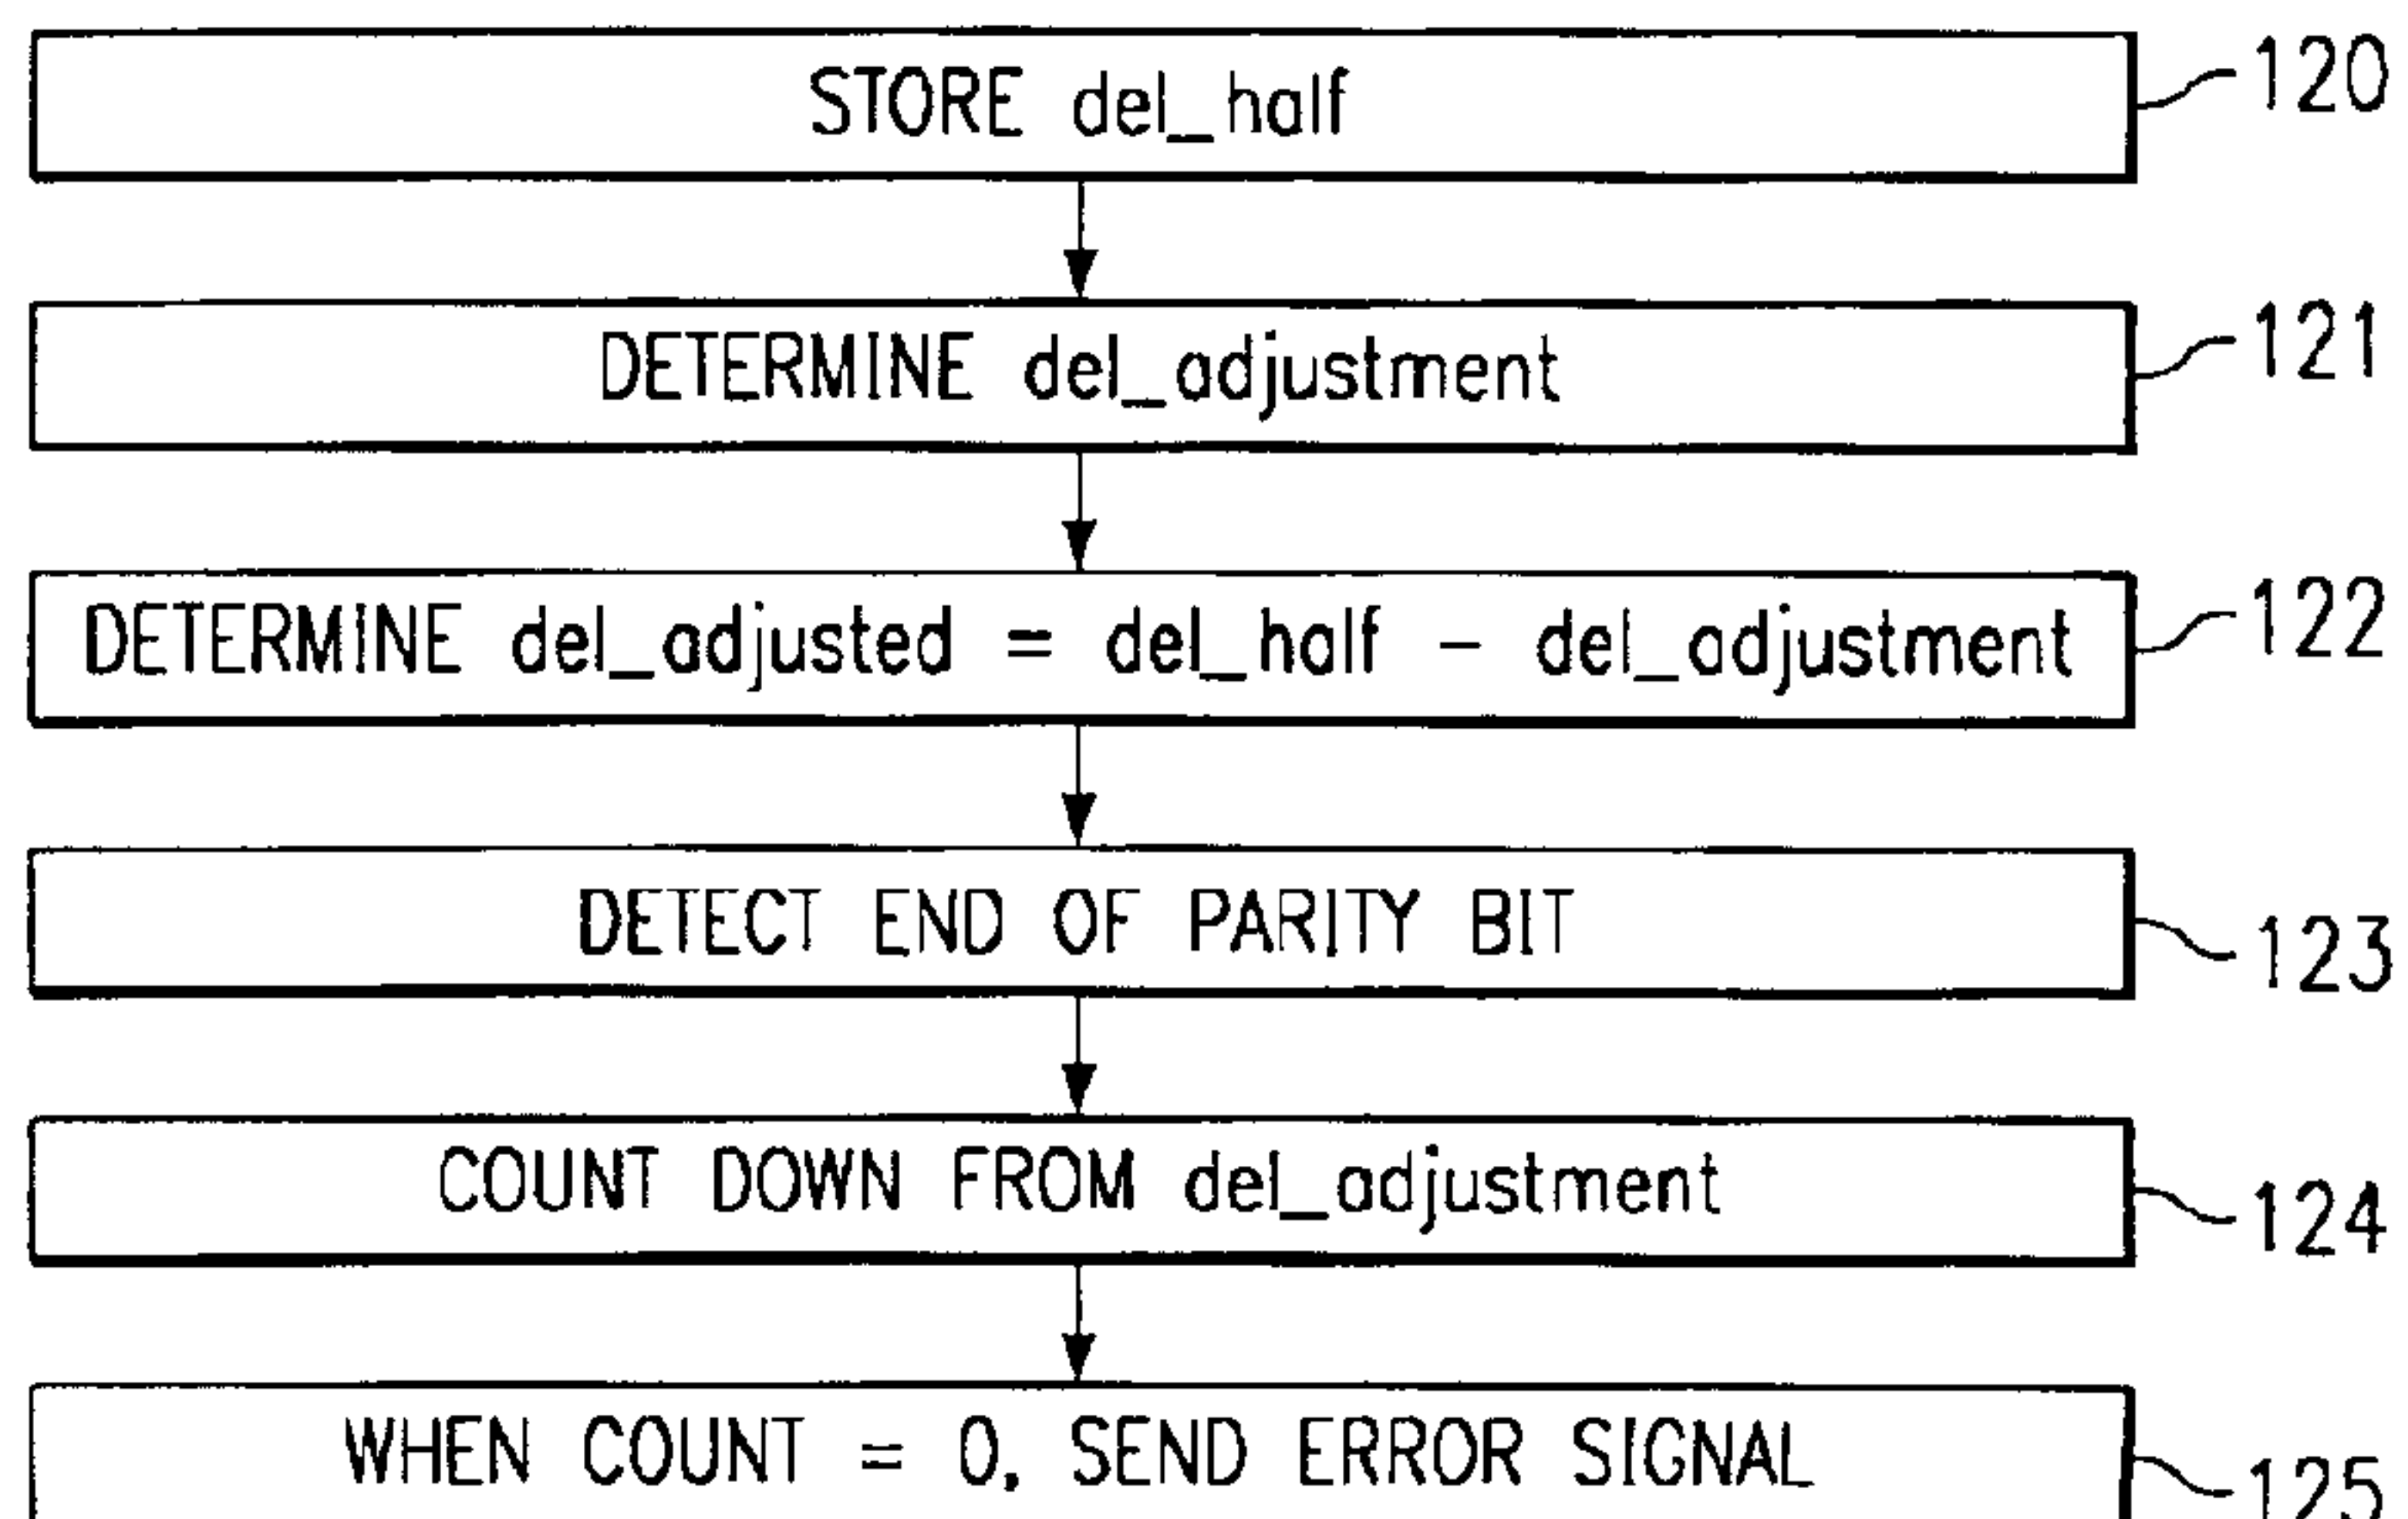 STORE del_half
120
DETERMINE del_adjustment
121
DETERMINE del_adjusted = del_half - del_adjustment
122
DETECT END OF PARITY BIT
123
COUNT DOWN FROM del_adjustment
124
WHEN COUNT = 0, SEND ERROR SIGNAL
125